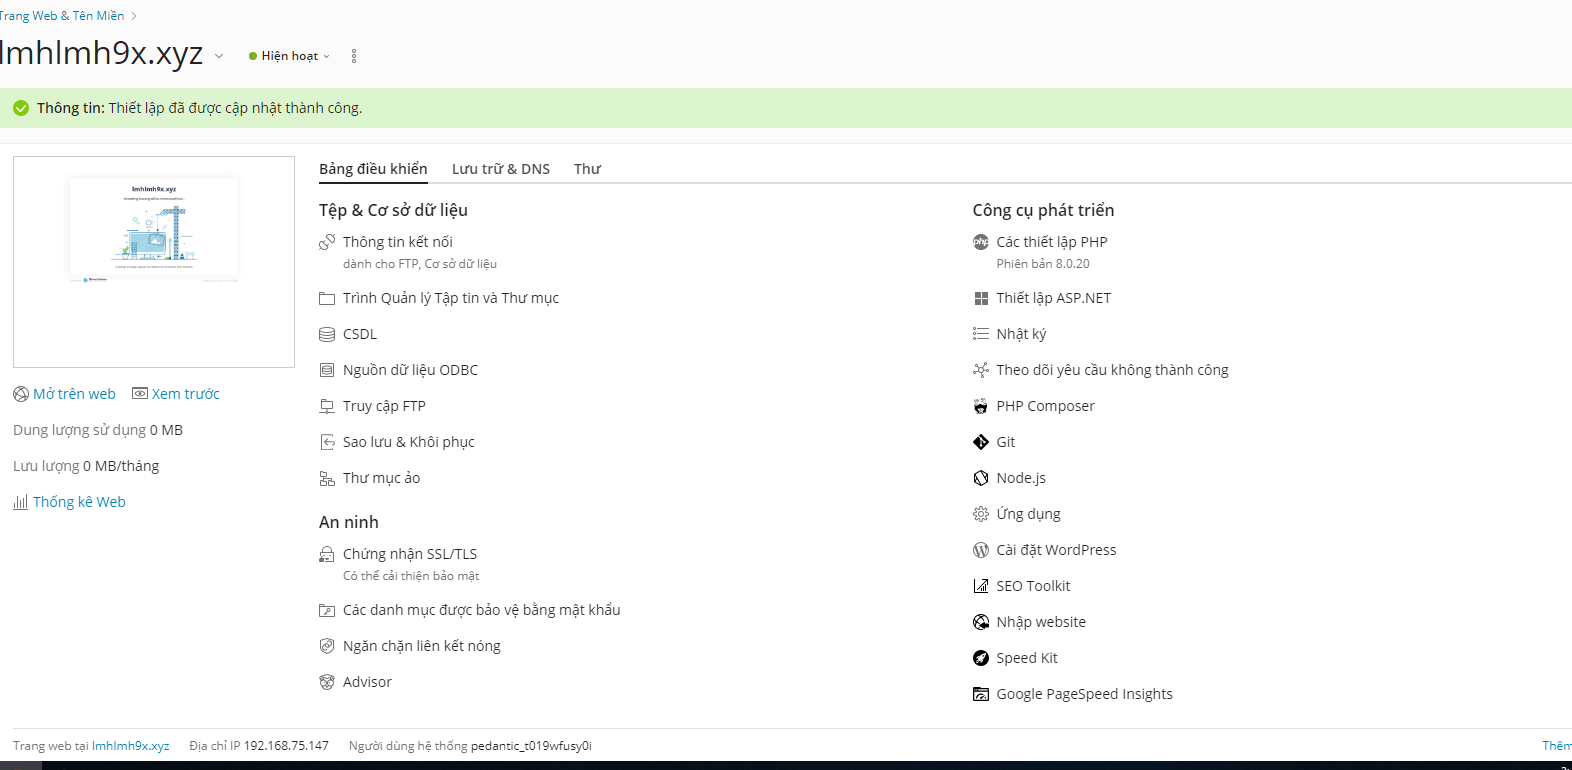 Trang Web & Tên Miền
lmhlmh9x.xyz
Hiện hoạt
Thông tin: Thiết lập đã được cập nhật thành công.
lmhlmh9x.xyz
Mở trên web
Xem trước
Dung lượng sử dụng 0 MB
Lưu lượng 0 MB/tháng
Thống kê Web
Bảng điều khiển
Lưu trữ & DNS
Thư
Tệp & Cơ sở dữ liệu
Thông tin kết nối
dành cho FTP, Cơ sở dữ liệu
Trình Quản lý Tập tin và Thư mục
CSDL
Nguồn dữ liệu ODBC
Truy cập FTP
Sao lưu & Khôi phục
Thư mục ảo
An ninh
Chứng nhận SSL/TLS
Có thể cải thiện bảo mật
Các danh mục được bảo vệ bằng mật khẩu
Ngăn chặn liên kết nóng
Advisor
Công cụ phát triển
php
Các thiết lập PHP
Phiên bản 8.0.20
Thiết lập ASP.NET
Nhật ký
Theo dõi yêu cầu không thành công
PHP Composer
Git
Node.js
Ứng dụng
Cài đặt WordPress
SEO Toolkit
Nhập website
Speed Kit
Google PageSpeed Insights
Trang web tại lmhlmh9x.xyz
Địa chỉ IP 192.168.75.147
Người dùng hệ thống pedantic_t019wfusy0i
Thêm